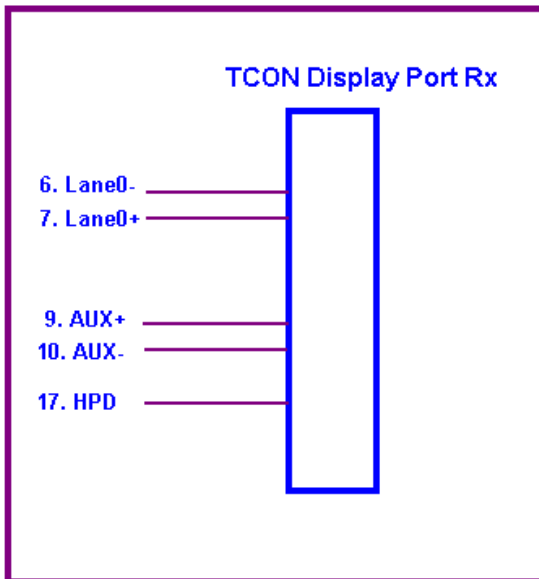 TCON Display Port Rx
6. Lane0-
7. Lane0+
9. AUX+
10. AUX-
17. HPD